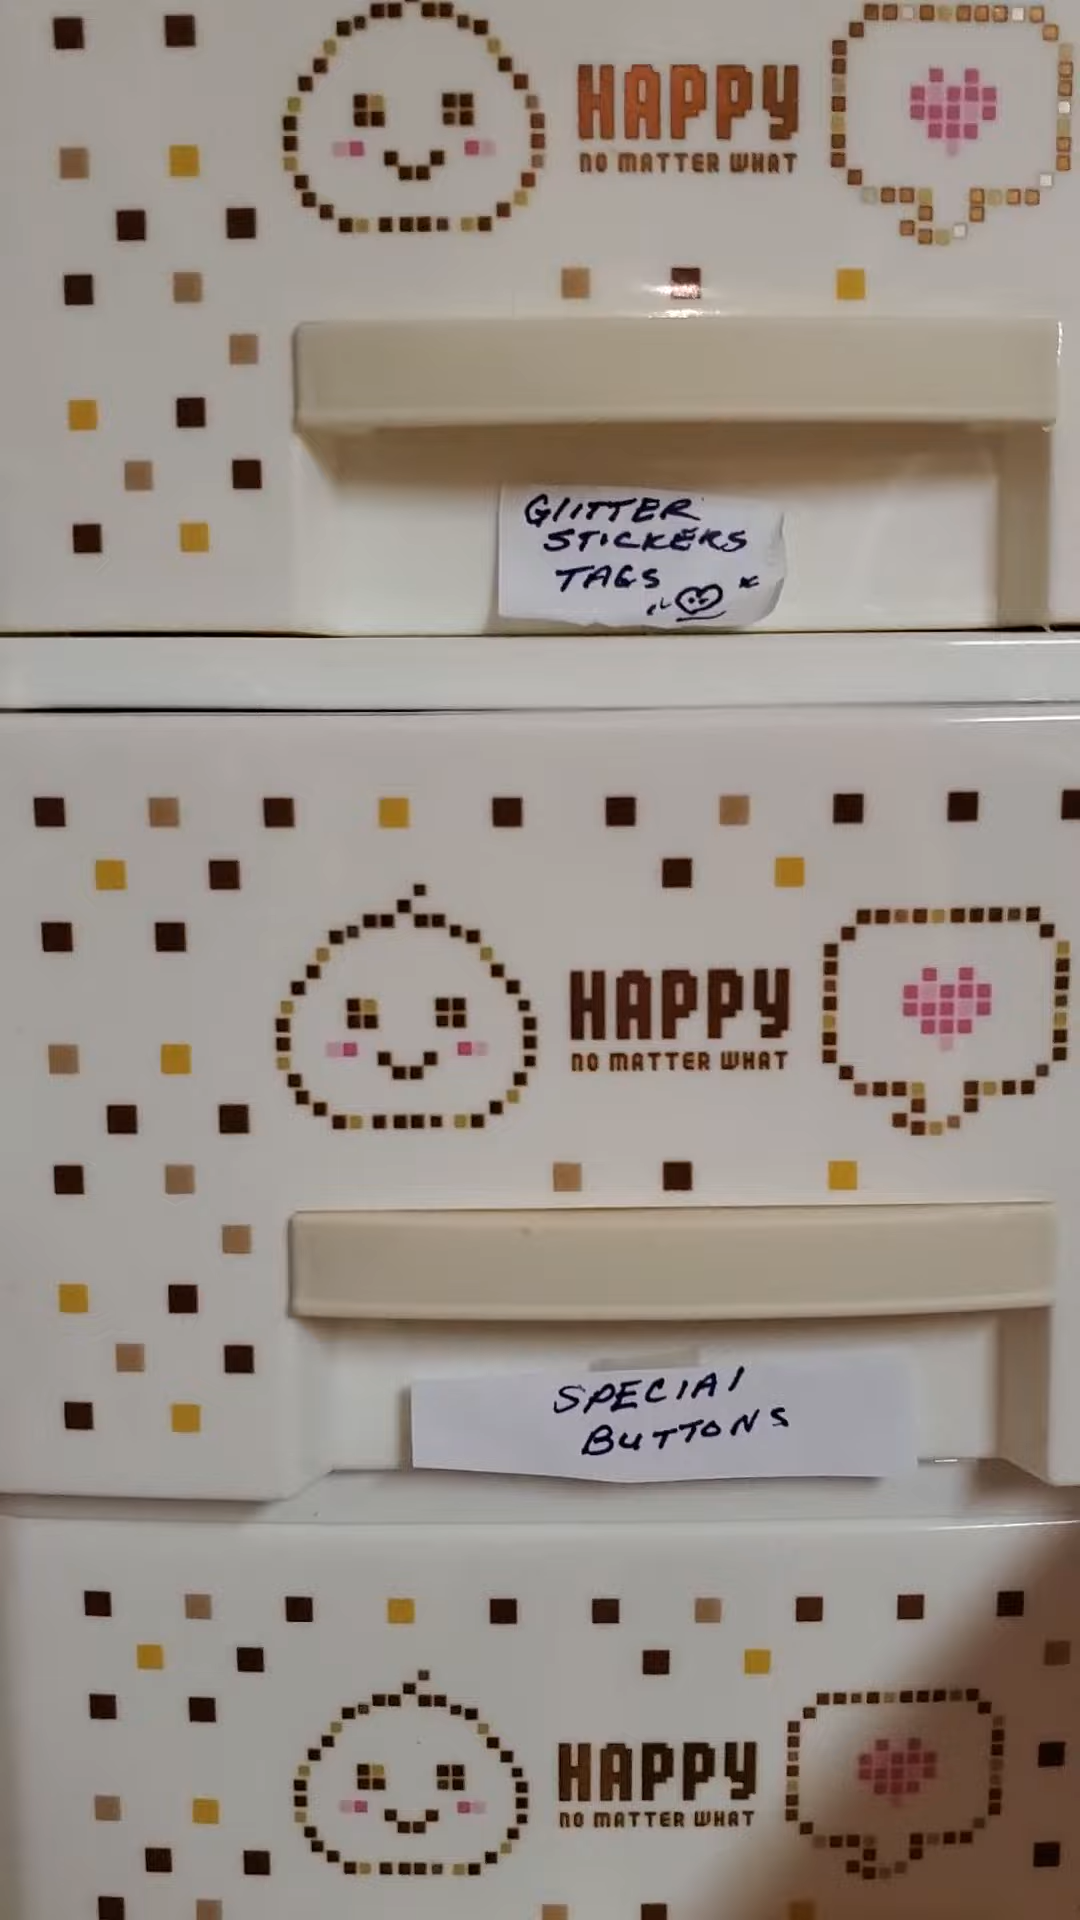 HAPPY
NO MATTER WHAT
GlITTER
STICKERS
TAGS
HAPPY
NO MATTER WHAT
SPECIAl
BUTTONS
HAPPY
NO MATTER WHAT